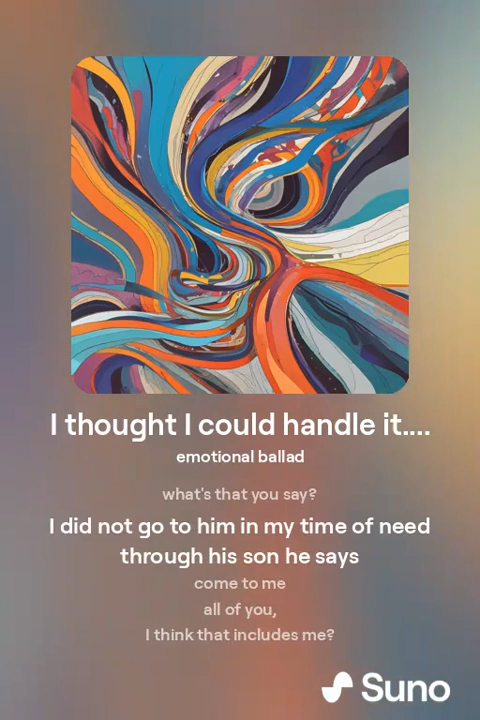 I thought I could handle it....
emotional ballad
what's that you say?
I did not go to him in my time of need
through his son he says
come to me
all of you,
I think that includes me?
Suno